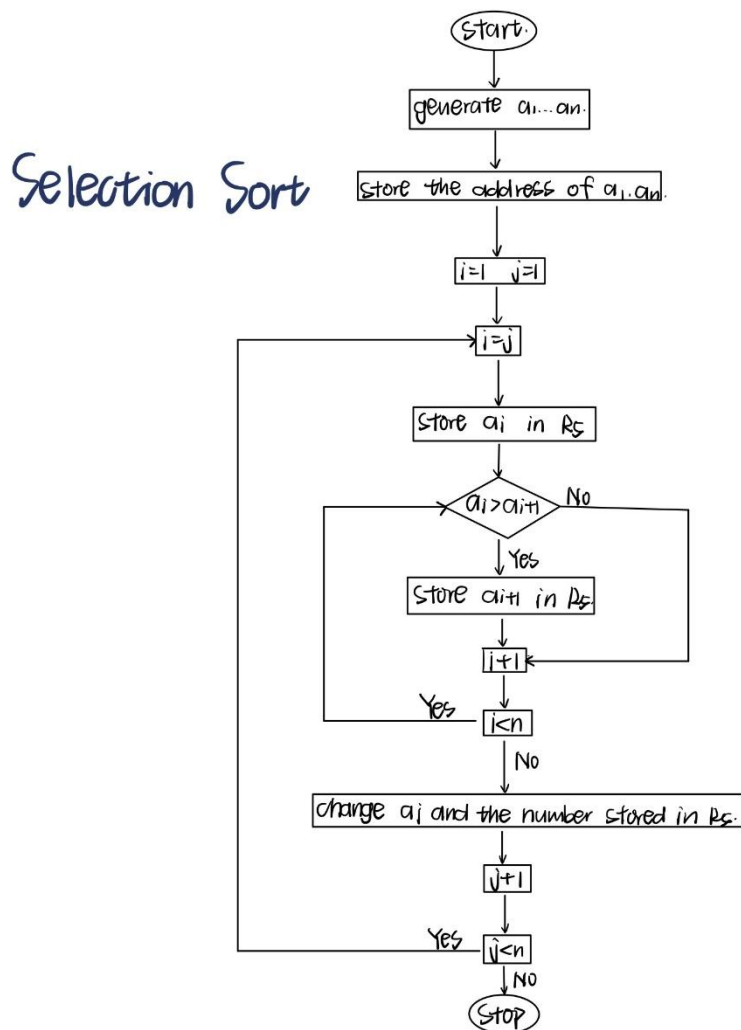 Start.
generate a₁...aₙ.
Selection Sort
store the address of a₁.aₙ.
i=1 j=1
i=j
store aᵢ in R5
aᵢ>aᵢ₊₁
No
Yes
store aᵢ₊₁ in R5.
i+1
Yes
i<n
No
change aⱼ and the number stored in R5.
j+1
Yes
j<n
No
Stop